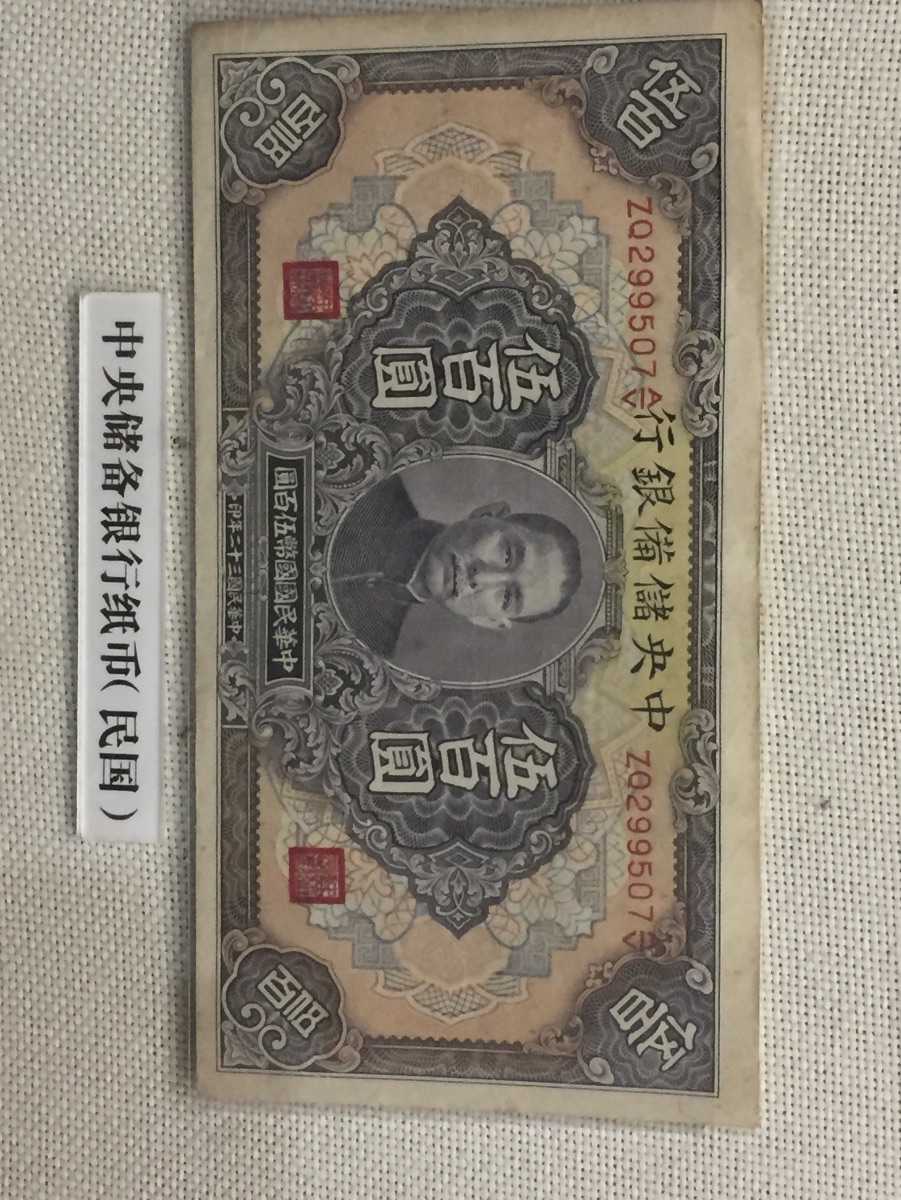 伍百
伍百
中央儲備銀行
ZQ299507
ZQ299507
伍百圓
伍百圓
中華民國國幣伍百圓
中華民國三十二年印
中央储备银行纸币(民国)